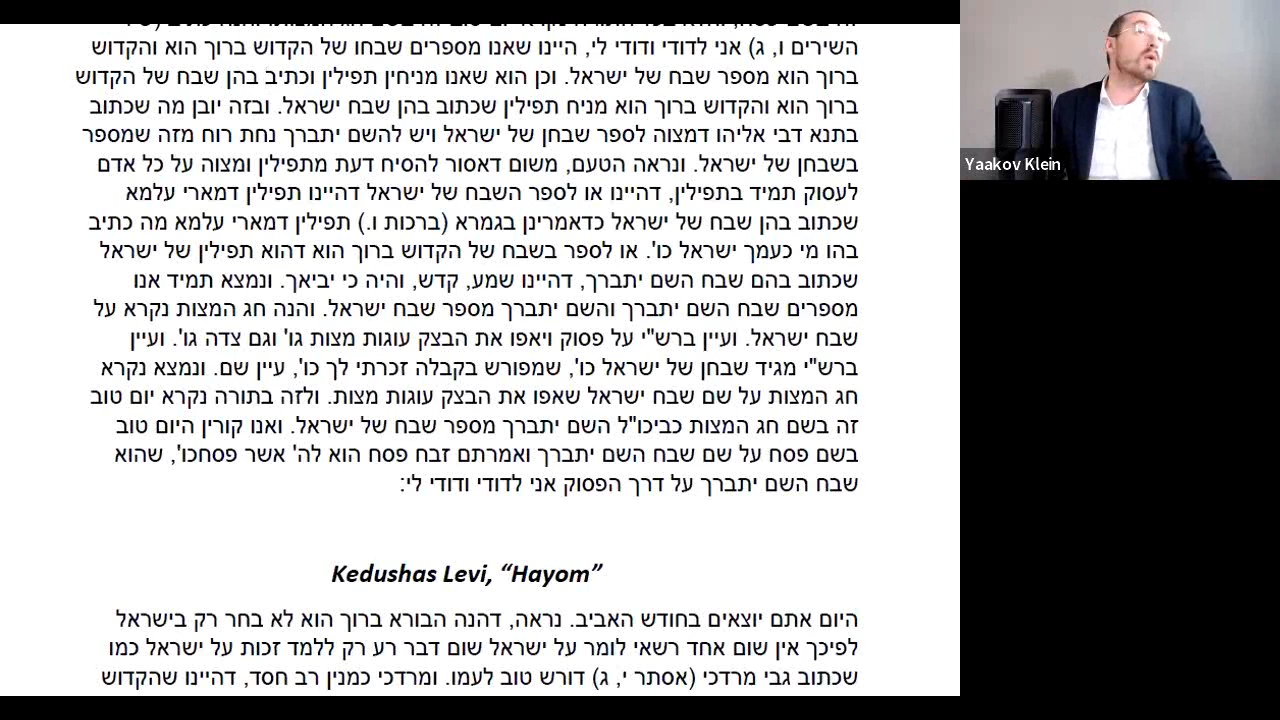 השירים ו, ג) אני לדודי ודודי לי, היינו שאנו מספרים שבחו של הקדוש ברוך הוא והקדוש
ברוך הוא מספר שבח של ישראל. וכן הוא שאנו מניחין תפילין וכתיב בהן שבח של הקדוש
ברוך הוא והקדוש ברוך הוא מניח תפילין שכתוב בהן שבח ישראל. ובזה יובן מה שכתוב
בתנא דבי אליהו דמצוה לספר שבחן של ישראל ויש להשם יתברך נחת רוח מזה שמספר
בשבחן של ישראל. ונראה הטעם, משום דאסור להסיח דעת מתפילין ומצוה על כל אדם
לעסוק תמיד בתפילין, דהיינו או לספר השבח של ישראל דהיינו תפילין דמארי עלמא
שכתוב בהן שבח של ישראל כדאמרינן בגמרא (ברכות ו.) תפילין דמארי עלמא מה כתיב
בהו מי כעמך ישראל כו'. או לספר בשבח של הקדוש ברוך הוא דהוא תפילין של ישראל
שכתוב בהם שבח השם יתברך, דהיינו שמע, קדש, והיה כי יביאך. ונמצא תמיד אנו
מספרים שבח השם יתברך והשם יתברך מספר שבח ישראל. והנה חג המצות נקרא על
שבח ישראל. ועיין ברש"י על פסוק ויאפו את הבצק עוגות מצות גו' וגם צדה גו'. ועיין
ברש"י מגיד שבחן של ישראל כו', שמפורש בקבלה זכרתי לך כו', עיין שם. ונמצא נקרא
חג המצות על שם שבח ישראל שאפו את הבצק עוגות מצות. ולזה בתורה נקרא יום טוב
זה בשם חג המצות כביכו"ל השם יתברך מספר שבח של ישראל. ואנו קורין היום טוב
בשם פסח על שם שבח השם יתברך ואמרתם זבח פסח הוא לה' אשר פסחכו', שהוא
שבח השם יתברך על דרך הפסוק אני לדודי ודודי לי:
Kedushas Levi, “Hayom”
היום אתם יוצאים בחודש האביב. נראה, דהנה הבורא ברוך הוא לא בחר רק בישראל
לפיכך אין שום אחד רשאי לומר על ישראל שום דבר רע רק ללמד זכות על ישראל כמו
שכתוב גבי מרדכי (אסתר י, ג) דורש טוב לעמו. ומרדכי כמנין רב חסד, דהיינו שהקדוש
Yaakov Klein